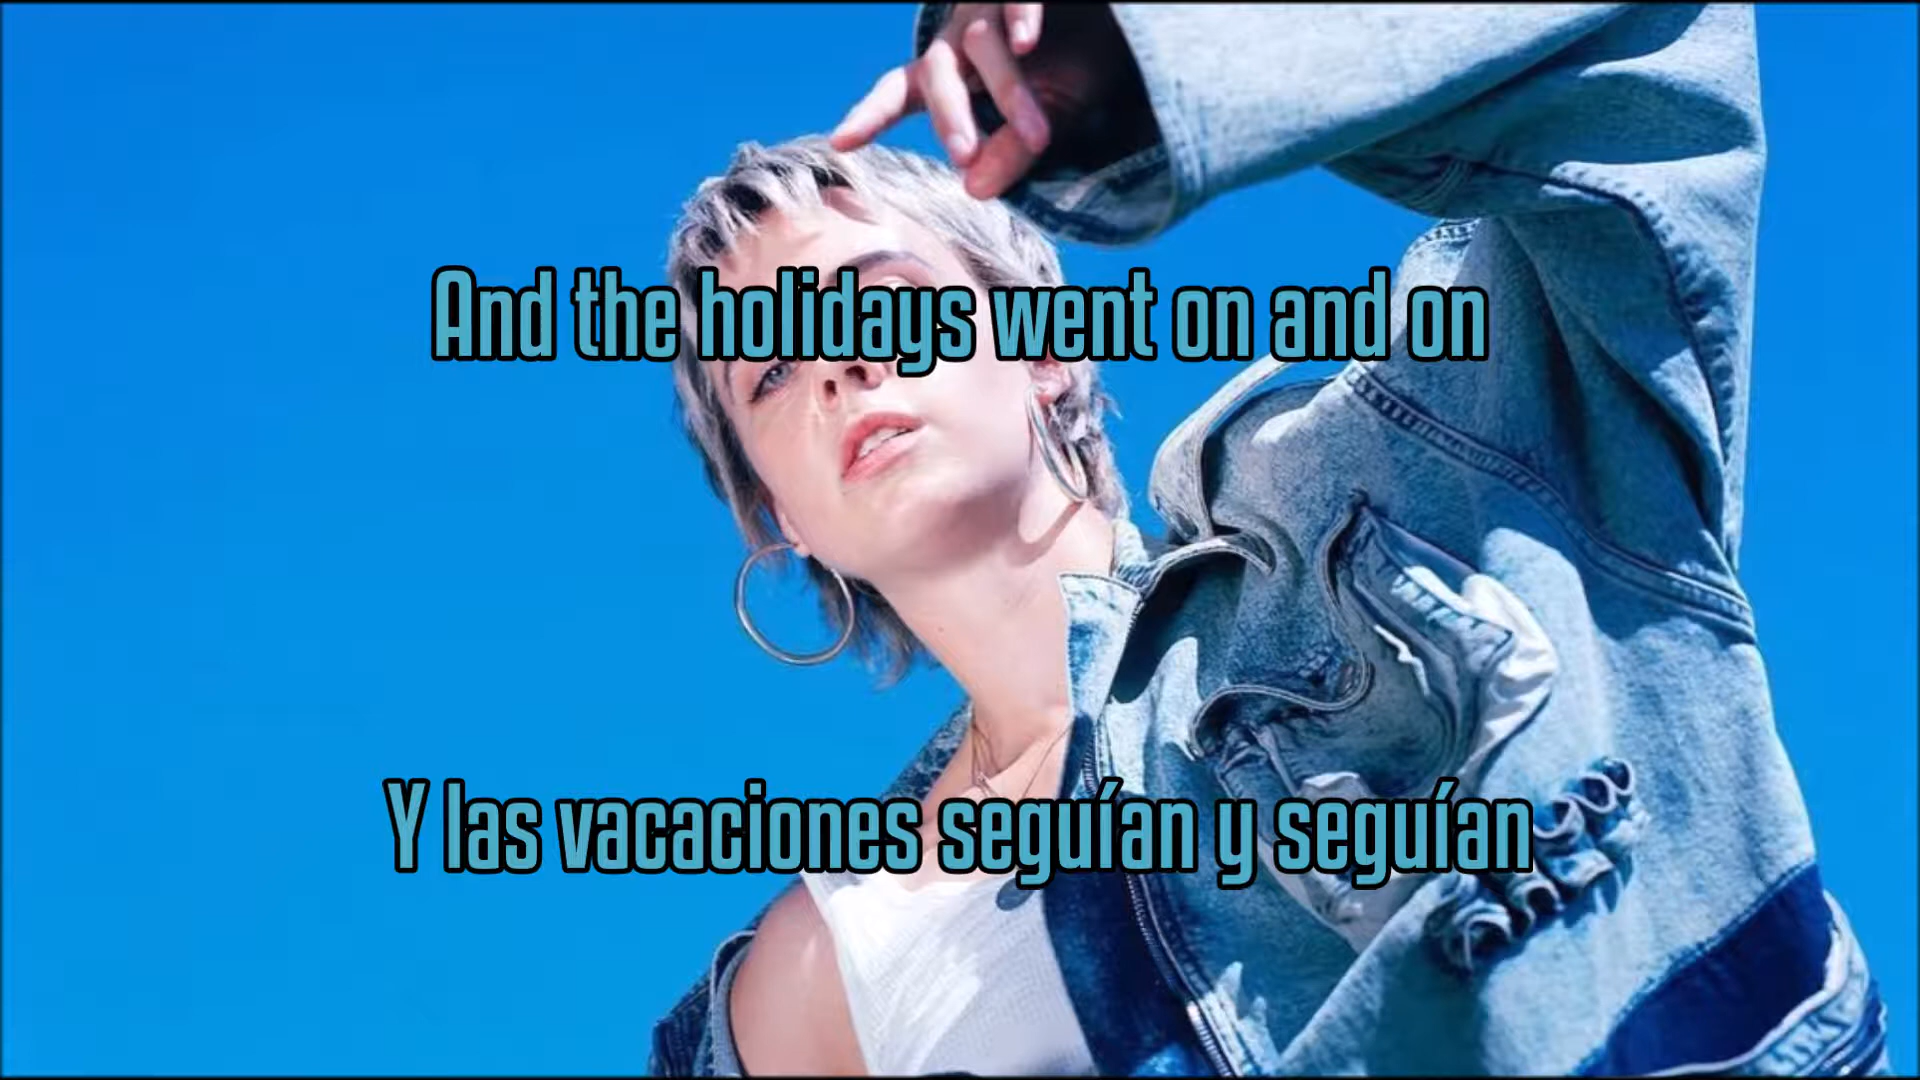 And the holidays went on and on
Y las vacaciones seguían y seguían